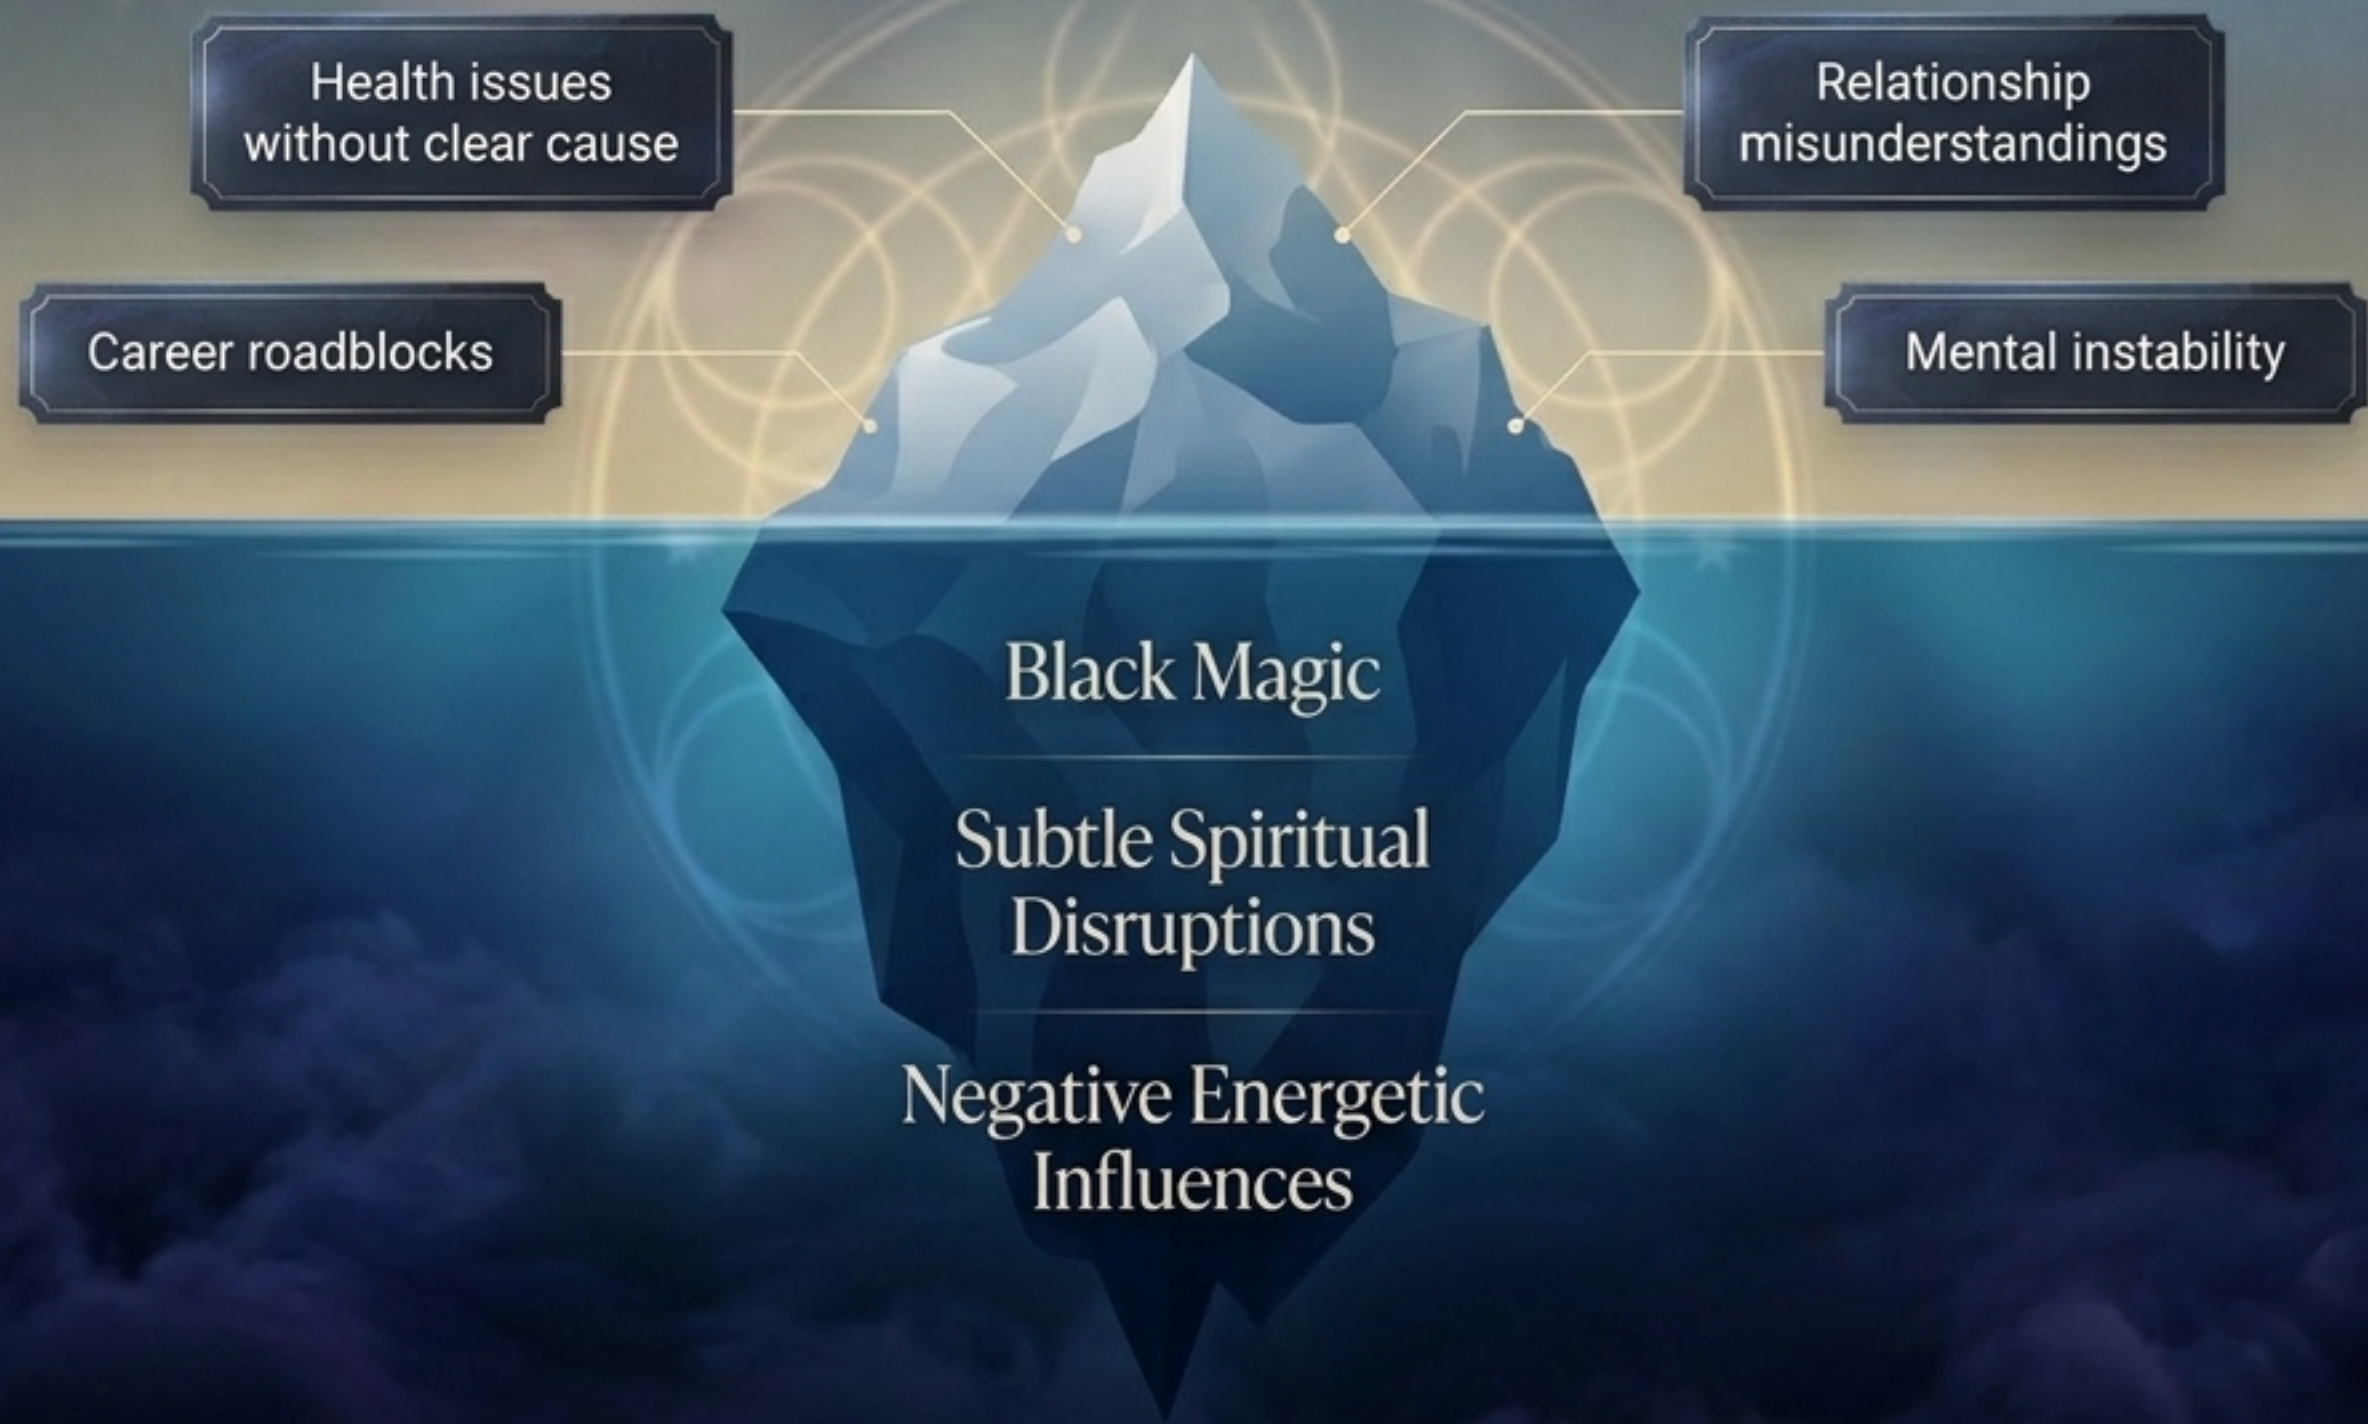 Health issues
without clear cause
Relationship
misunderstandings
Career roadblocks
Mental instability
Black Magic
Subtle Spiritual
Disruptions
Negative Energetic
Influences